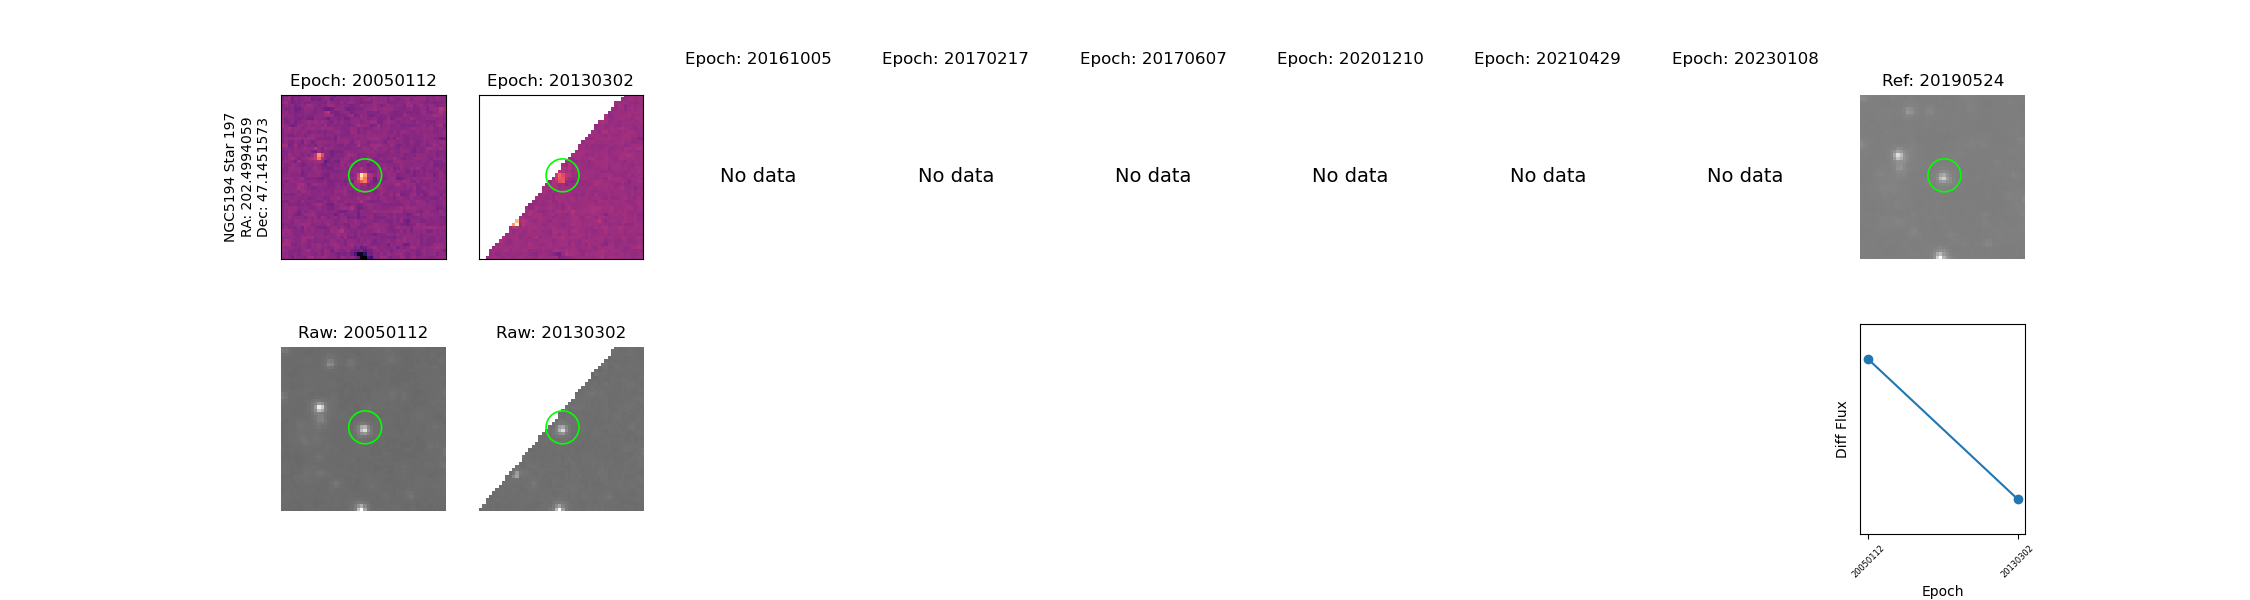 Epoch: 20050112
Epoch: 20130302
Epoch: 20161005
Epoch: 20170217
Epoch: 20170607
Epoch: 20201210
Epoch: 20210429
Epoch: 20230108
Ref: 20190524
NGC5194 Star 197
RA: 202.4994059
Dec: 47.1451573
No data
No data
No data
No data
No data
No data
Raw: 20050112
Raw: 20130302
Diff Flux
20050112
20130302
Epoch